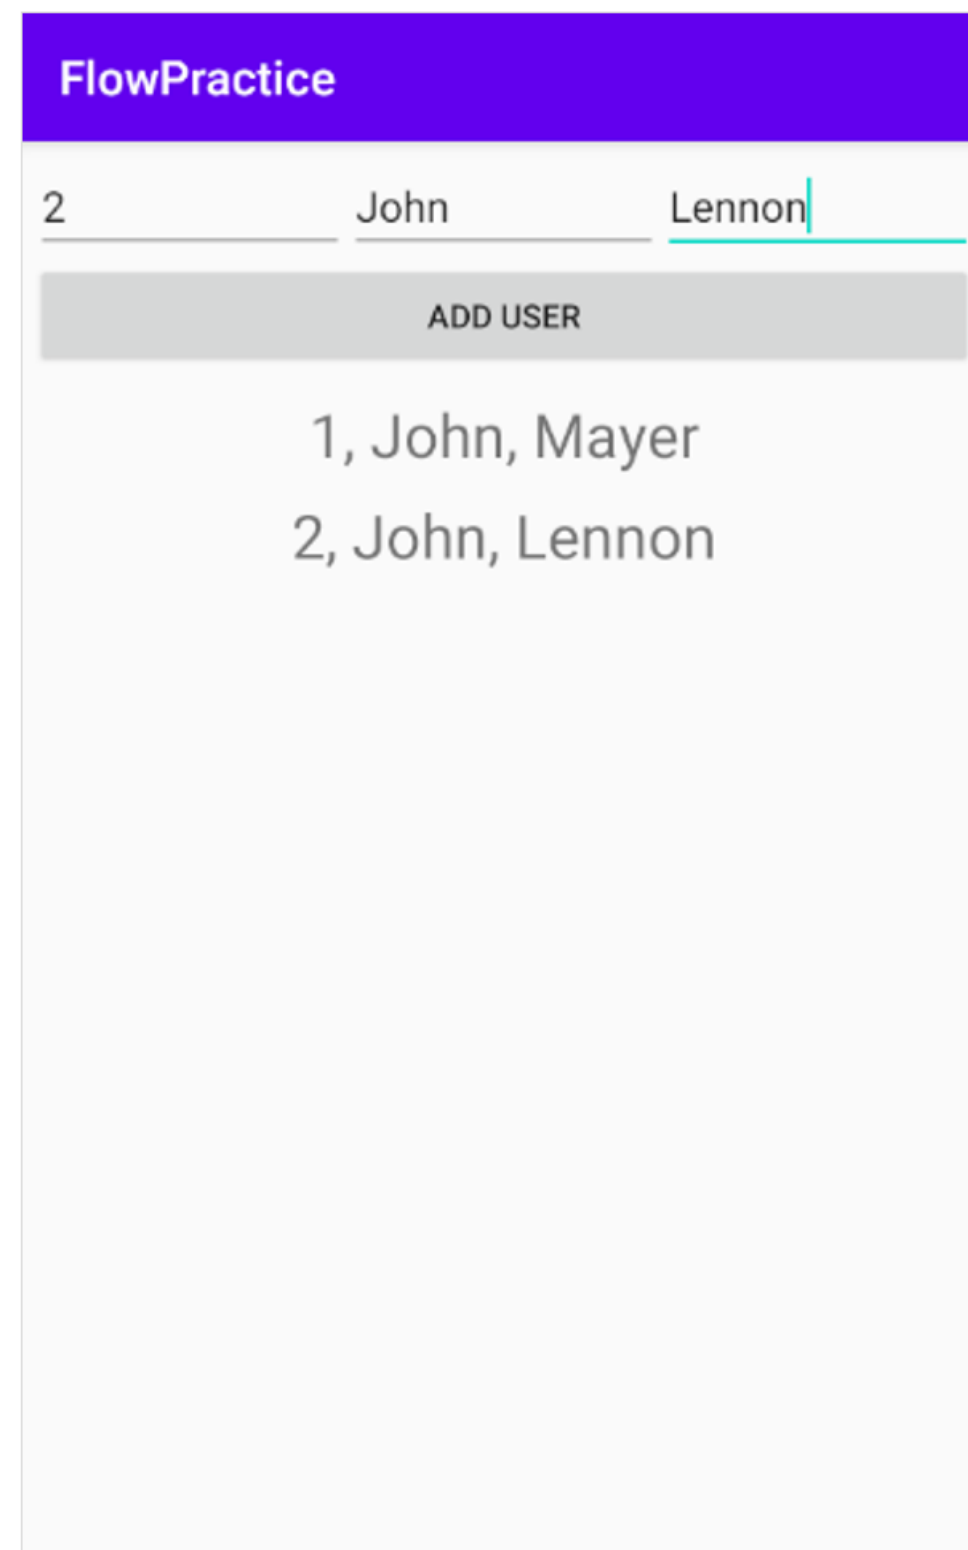 FlowPractice
2 John Lennon
ADD USER
1, John, Mayer
2, John, Lennon